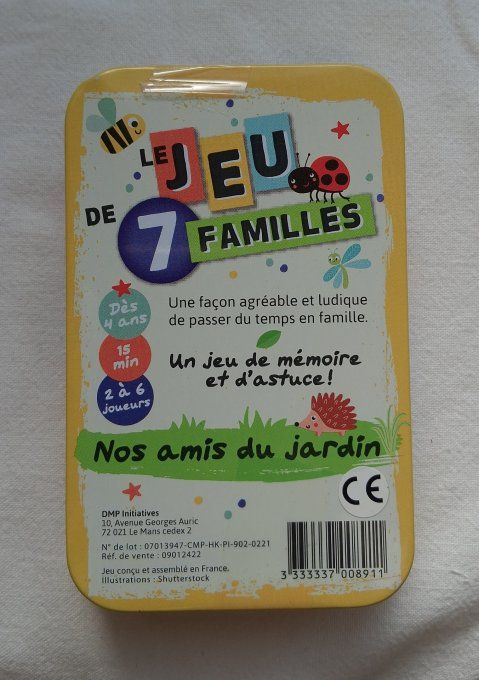 LE JEU
DE 7 FAMILLES
Dès
4 ans
Une façon agréable et ludique
de passer du temps en famille.
15
min
Un jeu de mémoire
et d'astuce!
2 à 6
joueurs
Nos amis du jardin
CE
DMP Initiatives
10, Avenue Georges Auric
72 021 Le Mans cedex 2
N° de lot : 07013947-CMP-HK-PI-902-0221
Réf. de vente : 09012422
Jeu conçu et assemblé en France.
Illustrations : Shutterstock
3 333337 008911